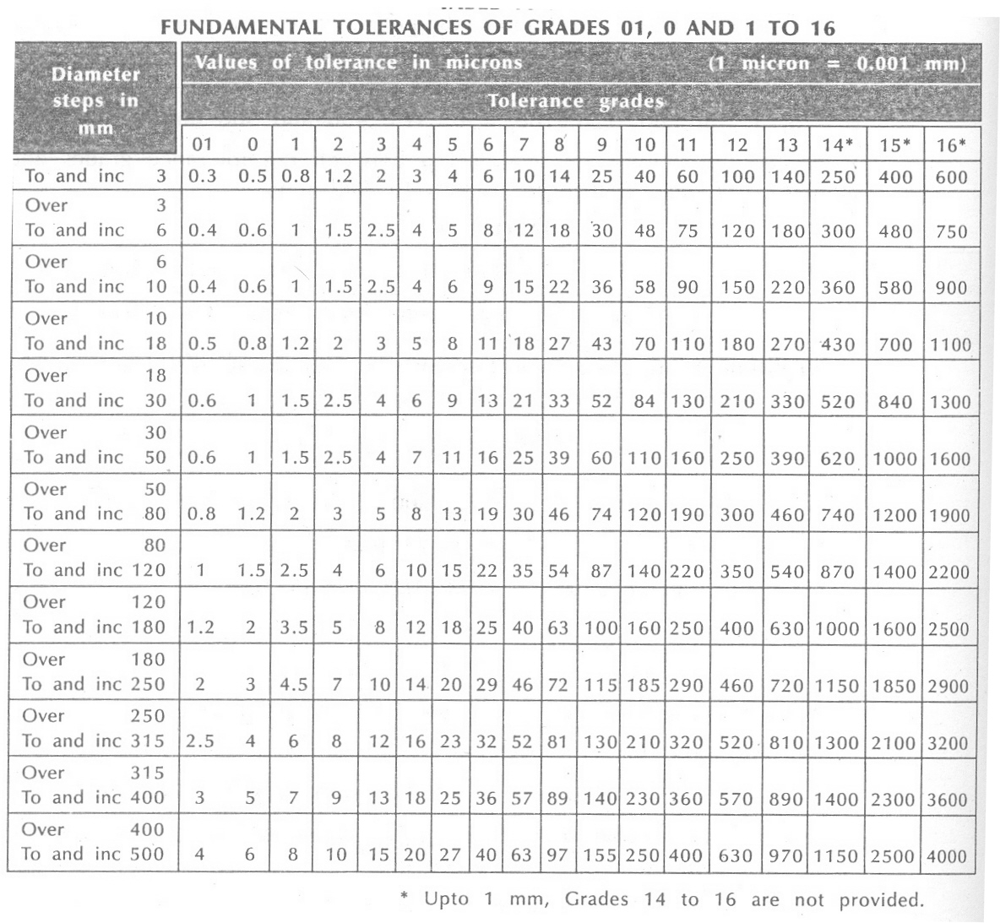 FUNDAMENTAL TOLERANCES OF GRADES 01, 0 AND 1 TO 16
Diameter steps in mm
Values of tolerance in microns (1 micron = 0.001 mm)
Tolerance grades
01 0 1 2 3 4 5 6 7 8 9 10 11 12 13 14* 15* 16*
To and inc 3 0.3 0.5 0.8 1.2 2 3 4 6 10 14 25 40 60 100 140 250 400 600
Over 3
To and inc 6 0.4 0.6 1 1.5 2.5 4 5 8 12 18 30 48 75 120 180 300 480 750
Over 6
To and inc 10 0.4 0.6 1 1.5 2.5 4 6 9 15 22 36 58 90 150 220 360 580 900
Over 10
To and inc 18 0.5 0.8 1.2 2 3 5 8 11 18 27 43 70 110 180 270 430 700 1100
Over 18
To and inc 30 0.6 1 1.5 2.5 4 6 9 13 21 33 52 84 130 210 330 520 840 1300
Over 30
To and inc 50 0.6 1 1.5 2.5 4 7 11 16 25 39 60 110 160 250 390 620 1000 1600
Over 50
To and inc 80 0.8 1.2 2 3 5 8 13 19 30 46 74 120 190 300 460 740 1200 1900
Over 80
To and inc 120 1 1.5 2.5 4 6 10 15 22 35 54 87 140 220 350 540 870 1400 2200
Over 120
To and inc 180 1.2 2 3.5 5 8 12 18 25 40 63 100 160 250 400 630 1000 1600 2500
Over 180
To and inc 250 2 3 4.5 7 10 14 20 29 46 72 115 185 290 460 720 1150 1850 2900
Over 250
To and inc 315 2.5 4 6 8 12 16 23 32 52 81 130 210 320 520 810 1300 2100 3200
Over 315
To and inc 400 3 5 7 9 13 18 25 36 57 89 140 230 360 570 890 1400 2300 3600
Over 400
To and inc 500 4 6 8 10 15 20 27 40 63 97 155 250 400 630 970 1150 2500 4000
* Upto 1 mm, Grades 14 to 16 are not provided.